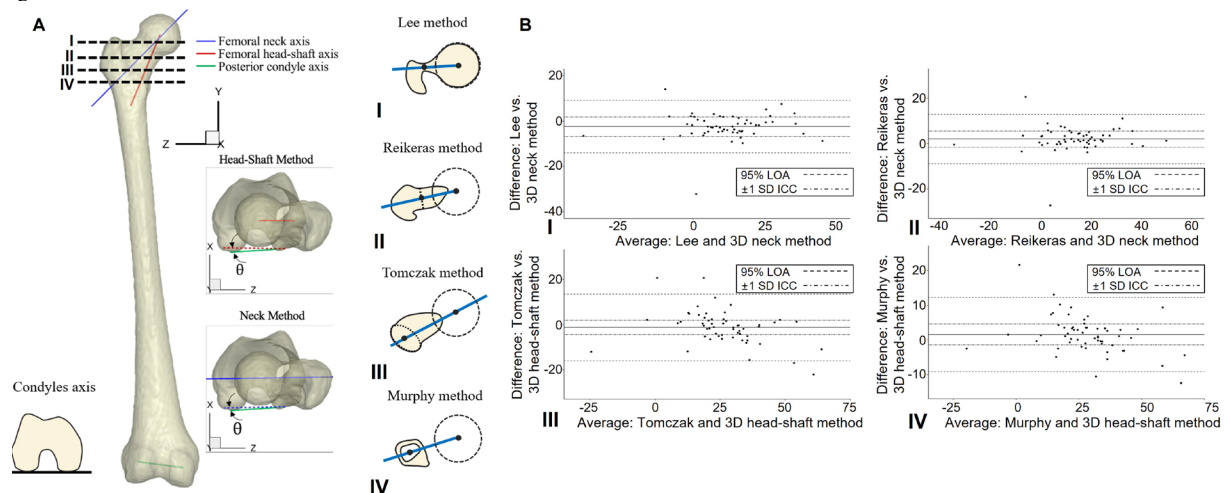 A
I
II
III
IV
Femoral neck axis
Femoral head-shaft axis
Posterior condyle axis
Y
Z
X
Head-Shaft Method
X
θ
Y
Z
Neck Method
X
θ
Y
Z
Condyles axis
Lee method
I
Reikeras method
II
Tomczak method
III
Murphy method
IV
B
Difference: Lee vs.
3D neck method
20
0
-20
-40
95% LOA
±1 SD ICC
-25
0
25
50
I
Average: Lee and 3D neck method
Difference: Reikeras vs.
3D neck method
20
0
-20
95% LOA
±1 SD ICC
-40
-20
0
20
40
60
II
Average: Reikeras and 3D neck method
Difference: Tomczak vs.
3D head-shaft method
20
0
-20
95% LOA
±1 SD ICC
-25
0
25
50
75
III
Average: Tomczak and 3D head-shaft method
Difference: Murphy vs.
3D head-shaft method
20
10
0
-10
95% LOA
±1 SD ICC
-25
0
25
50
75
IV
Average: Murphy and 3D head-shaft method